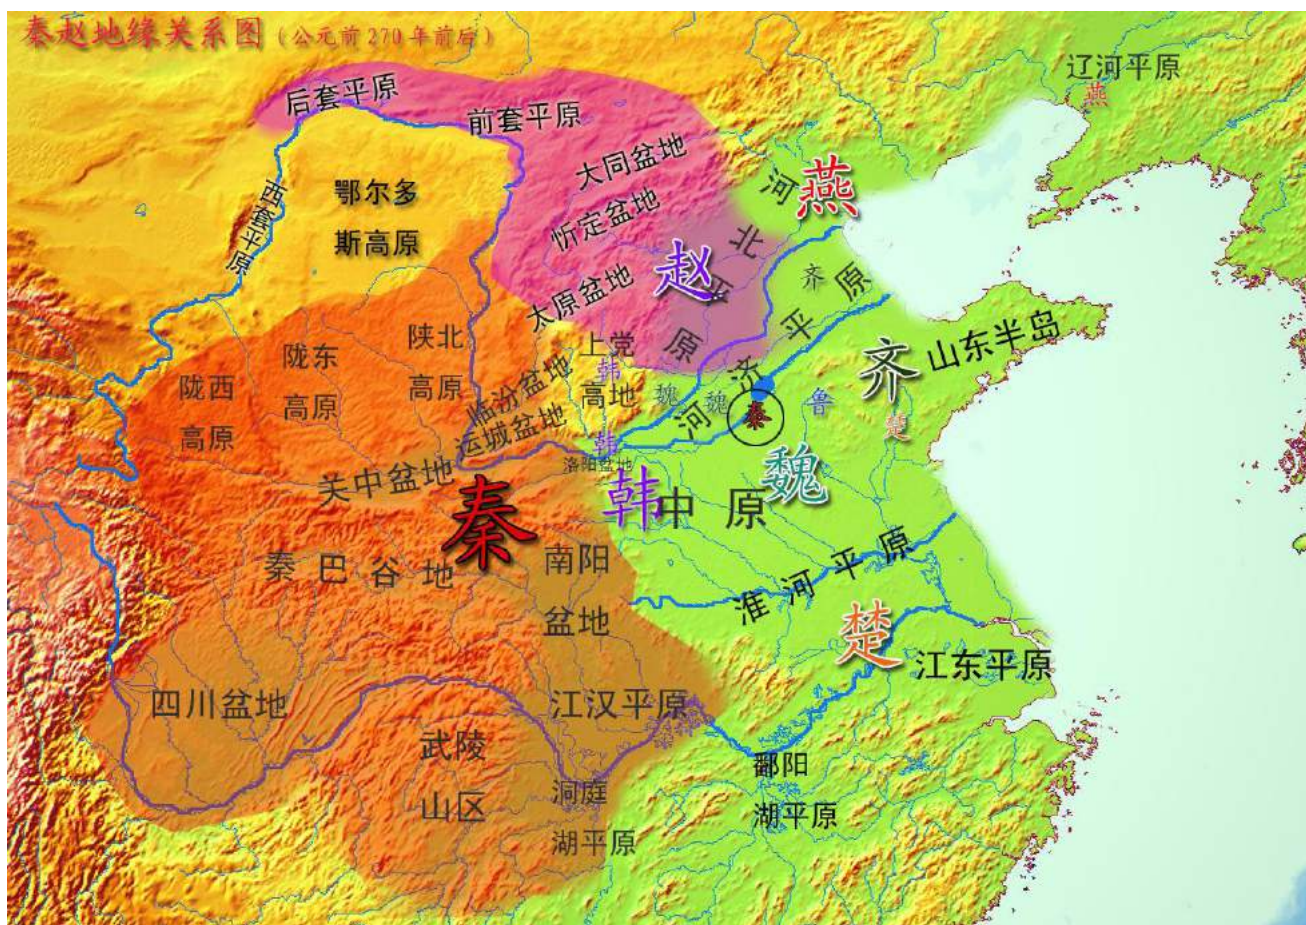 秦赵地缘关系图（公元前270年前后）
辽河平原
燕
后套平原
前套平原
大同盆地
河北平原
燕
西套平原
鄂尔多
斯高原
忻定盆地
赵
太原盆地
齐
河济平原
陇西
高原
陇东
高原
陕北
高原
临汾盆地
运城盆地
上党
韩
高地
魏
魏
秦
鲁
齐
山东半岛
楚
韩
洛阳盆地
关中盆地
秦
韩
中原
魏
秦巴谷地
南阳
盆地
淮河平原
楚
江东平原
四川盆地
江汉平原
武陵
山区
洞庭
湖平原
鄱阳
湖平原